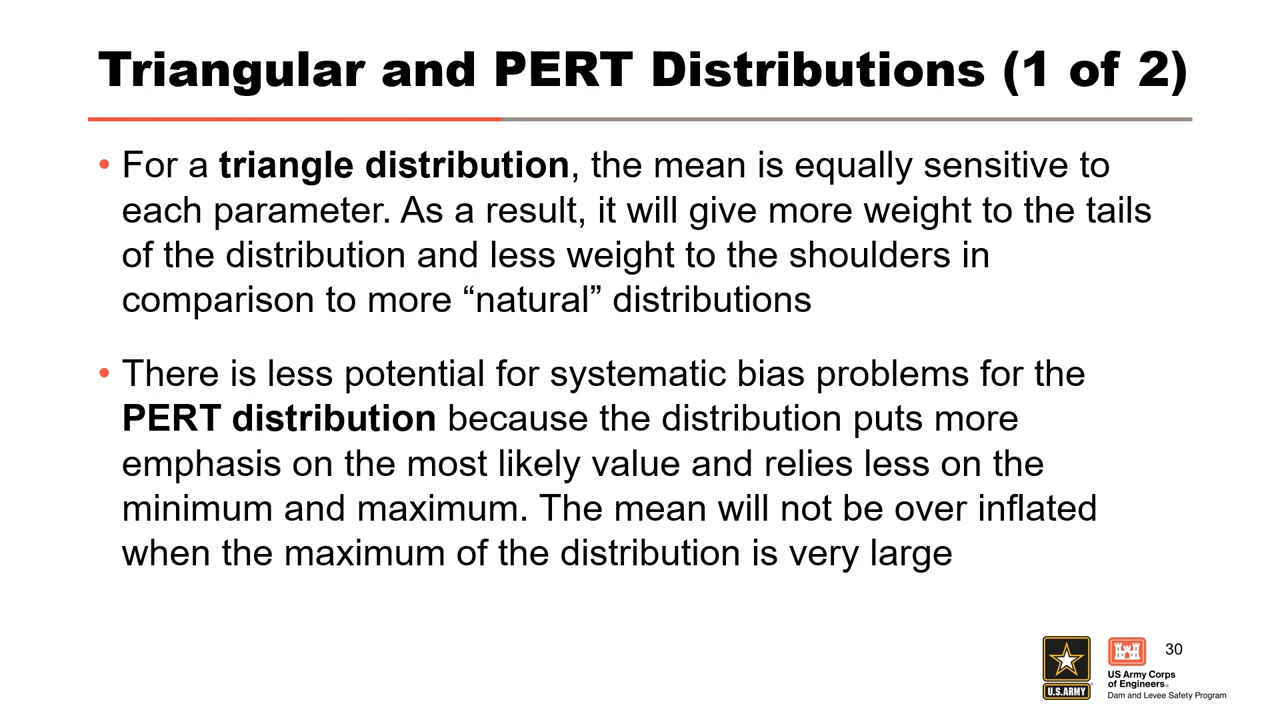 Triangular and PERT Distributions (1 of 2)
• For a triangle distribution, the mean is equally sensitive to
each parameter. As a result, it will give more weight to the tails
of the distribution and less weight to the shoulders in
comparison to more “natural” distributions
• There is less potential for systematic bias problems for the
PERT distribution because the distribution puts more
emphasis on the most likely value and relies less on the
minimum and maximum. The mean will not be over inflated
when the maximum of the distribution is very large
30
U.S.ARMY
US Army Corps
of Engineers®
Dam and Levee Safety Program